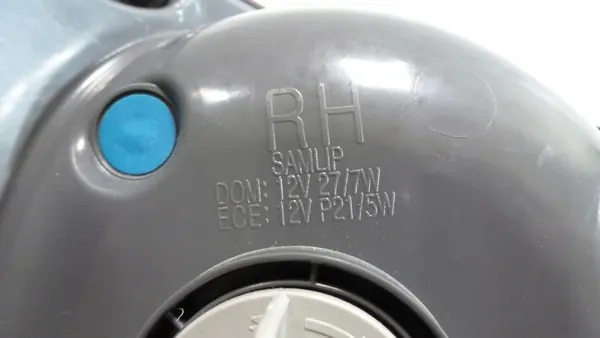 RH
SAMLIP
DOM: 12V 27/7W
ECE: 12V P21/5W